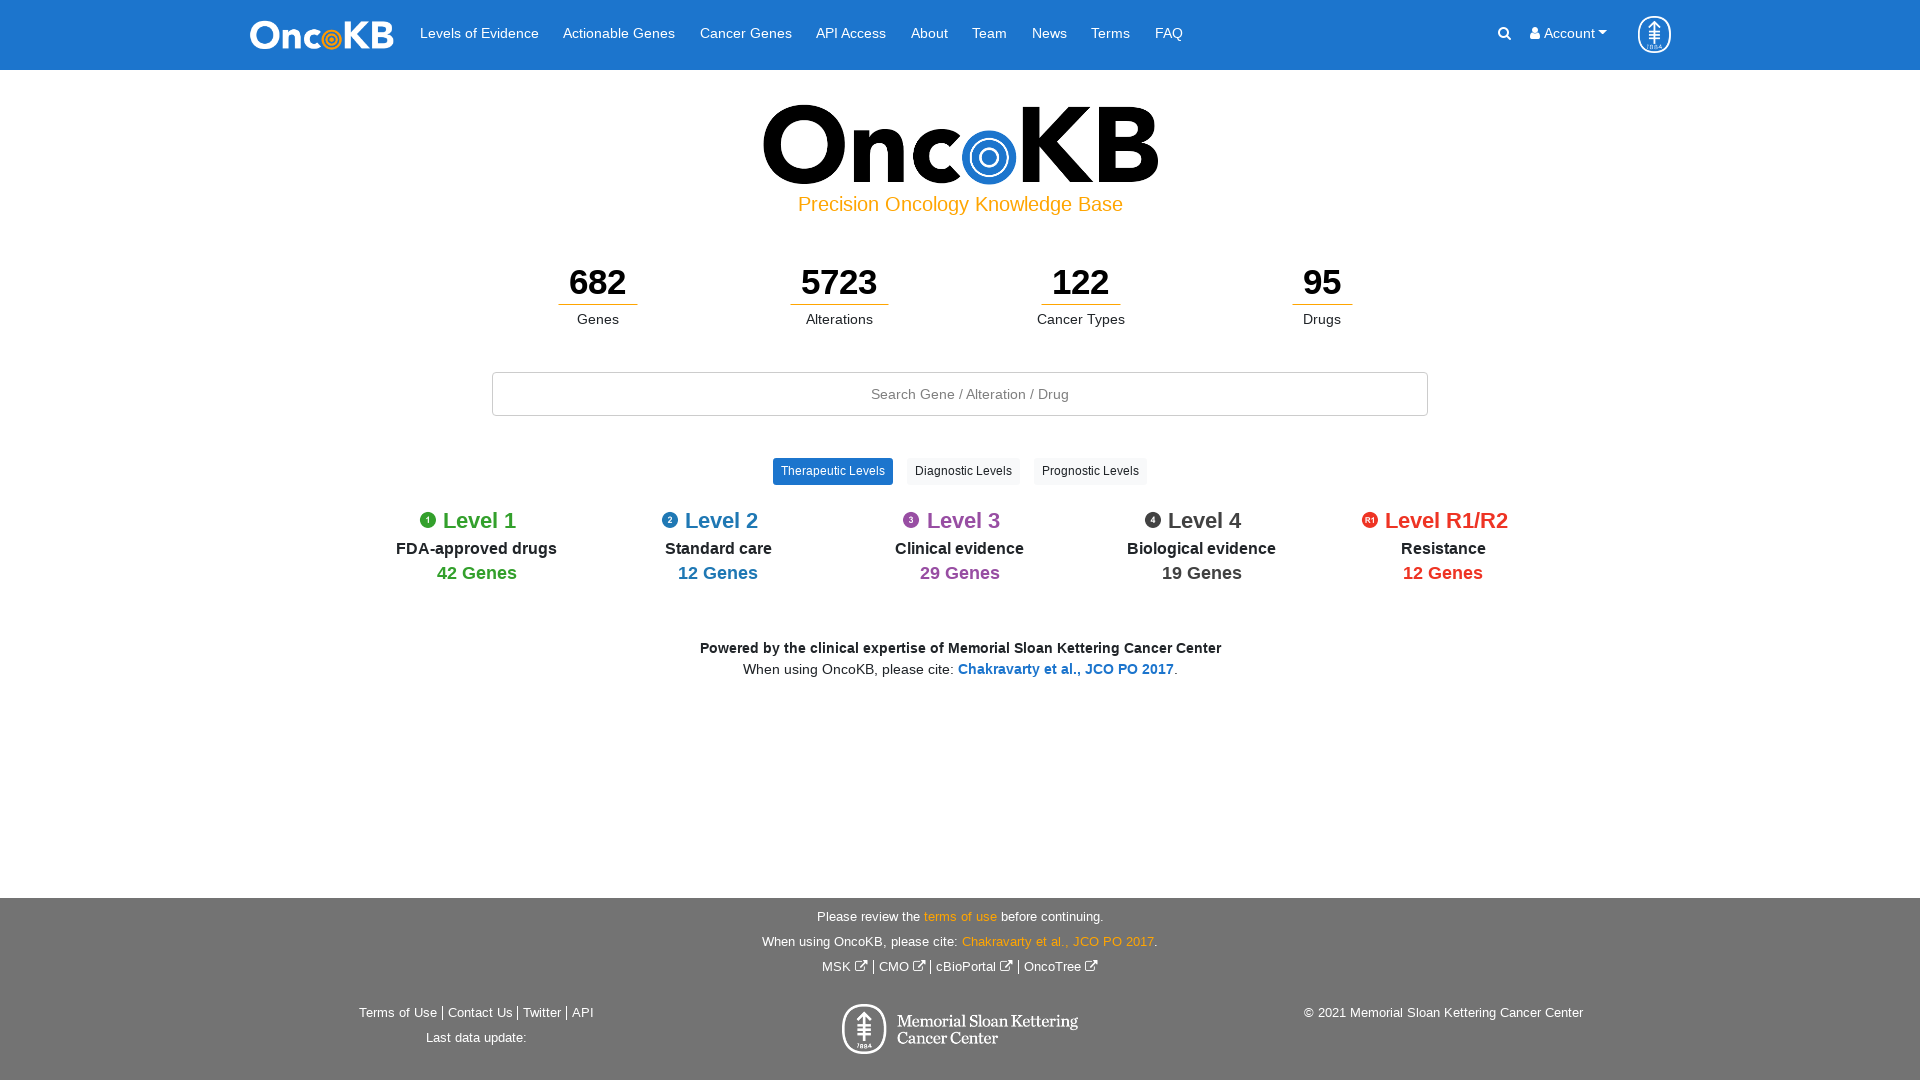 OncoKB Levels of Evidence Actionable Genes Cancer Genes API Access About Team News Terms FAQ Account
1884
OncoKB
Precision Oncology Knowledge Base
682 5723 122 95
Genes Alterations Cancer Types Drugs
Search Gene / Alteration / Drug
Therapeutic Levels Diagnostic Levels Prognostic Levels
1 Level 1 2 Level 2 3 Level 3 4 Level 4 R1 Level R1/R2
FDA-approved drugs Standard care Clinical evidence Biological evidence Resistance
42 Genes 12 Genes 29 Genes 19 Genes 12 Genes
Powered by the clinical expertise of Memorial Sloan Kettering Cancer Center
When using OncoKB, please cite: Chakravarty et al., JCO PO 2017.
Please review the terms of use before continuing.
When using OncoKB, please cite: Chakravarty et al., JCO PO 2017.
MSK | CMO | cBioPortal | OncoTree
Terms of Use | Contact Us | Twitter | API
Last data update:
1884
Memorial Sloan Kettering
Cancer Center
© 2021 Memorial Sloan Kettering Cancer Center